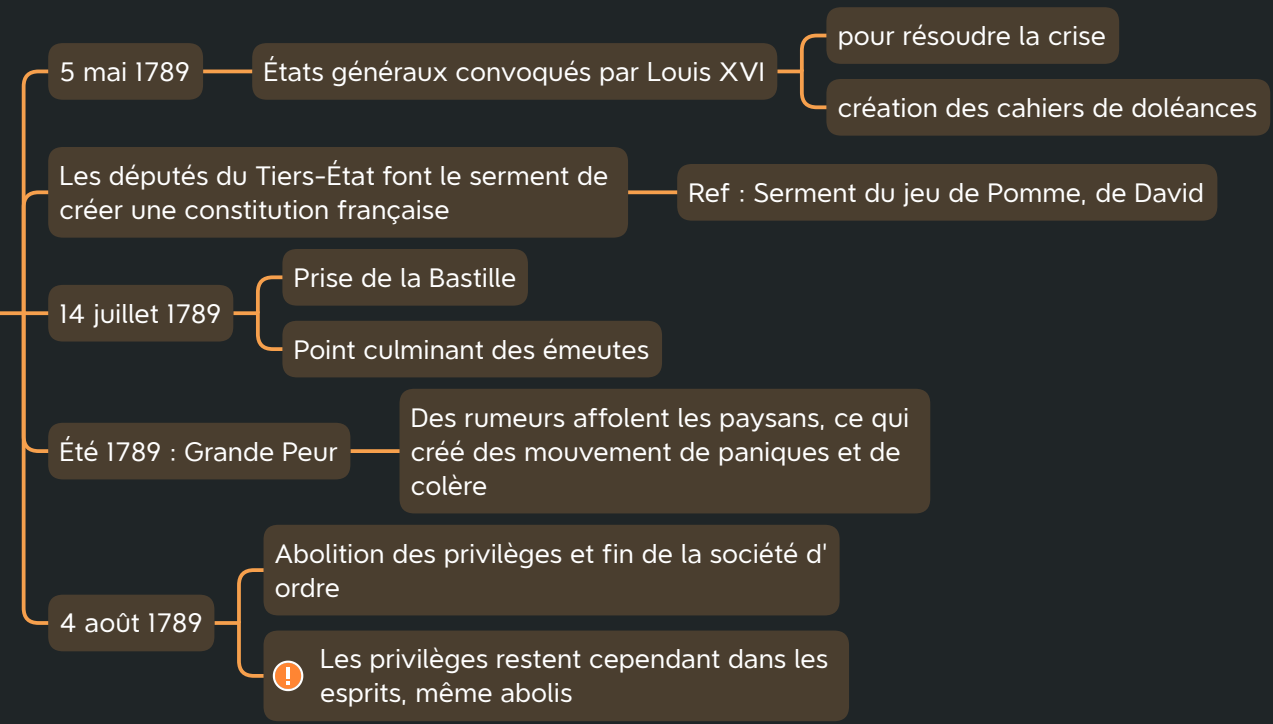 5 mai 1789
États généraux convoqués par Louis XVI
pour résoudre la crise
création des cahiers de doléances
Les députés du Tiers-État font le serment de
créer une constitution française
Ref : Serment du jeu de Pomme, de David
14 juillet 1789
Prise de la Bastille
Point culminant des émeutes
Été 1789 : Grande Peur
Des rumeurs affolent les paysans, ce qui
créé des mouvement de paniques et de
colère
4 août 1789
Abolition des privilèges et fin de la société d'
ordre
Les privilèges restent cependant dans les
esprits, même abolis